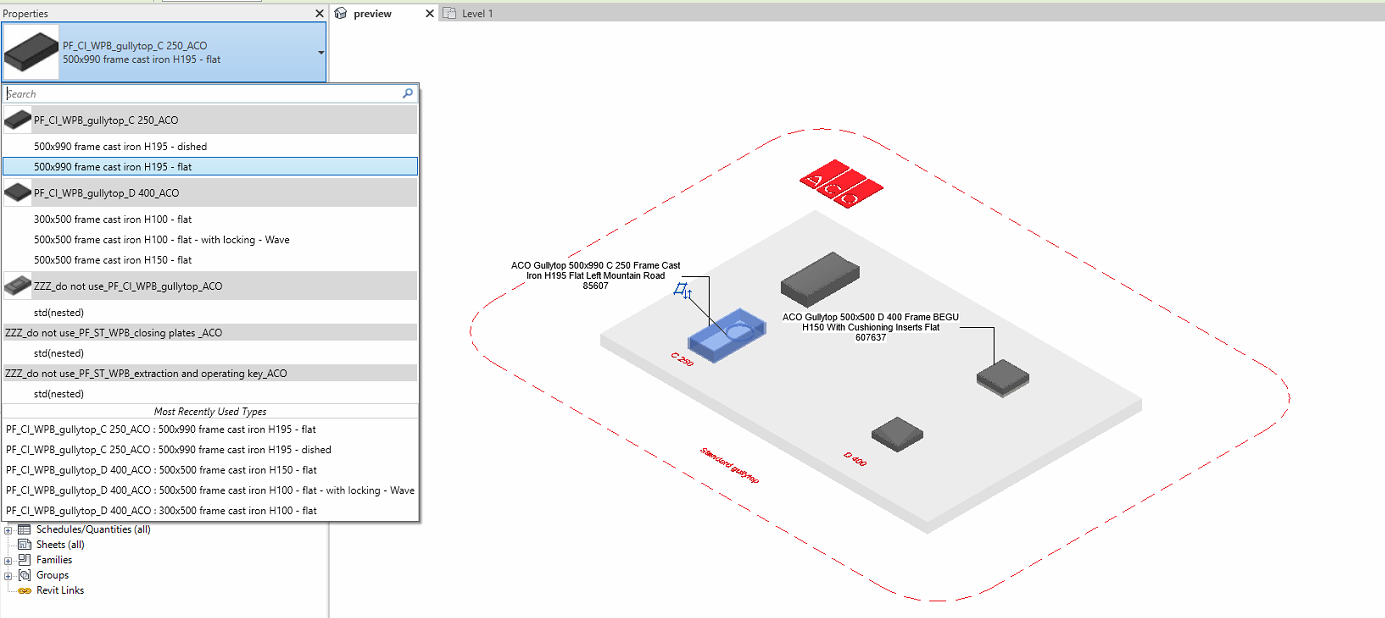 Properties
preview
Level 1
PF_CI_WPB_gullytop_C 250_ACO
500x990 frame cast iron H195 - flat
Search
PF_CI_WPB_gullytop_C 250_ACO
500x990 frame cast iron H195 - dished
500x990 frame cast iron H195 - flat
PF_CI_WPB_gullytop_D 400_ACO
300x500 frame cast iron H100 - flat
500x500 frame cast iron H100 - flat - with locking - Wave
500x500 frame cast iron H150 - flat
ZZZ_do not use_PF_CI_WPB_gullytop_ACO
std(nested)
ZZZ_do not use_PF_ST_WPB_closing plates _ACO
std(nested)
ZZZ_do not use_PF_ST_WPB_extraction and operating key_ACO
std(nested)
Most Recently Used Types
PF_CI_WPB_gullytop_C 250_ACO : 500x990 frame cast iron H195 - flat
PF_CI_WPB_gullytop_C 250_ACO : 500x990 frame cast iron H195 - dished
PF_CI_WPB_gullytop_D 400_ACO : 500x500 frame cast iron H150 - flat
PF_CI_WPB_gullytop_D 400_ACO : 500x500 frame cast iron H100 - flat - with locking - Wave
PF_CI_WPB_gullytop_D 400_ACO : 300x500 frame cast iron H100 - flat
Schedules/Quantities (all)
Sheets (all)
Families
Groups
Revit Links
ACO
ACO Gullytop 500x990 C 250 Frame Cast
Iron H195 Flat Left Mountain Road
85607
ACO Gullytop 500x500 D 400 Frame BEGU
H150 With Cushioning Inserts Flat
607637
C 250
D 400
Standard gullytop